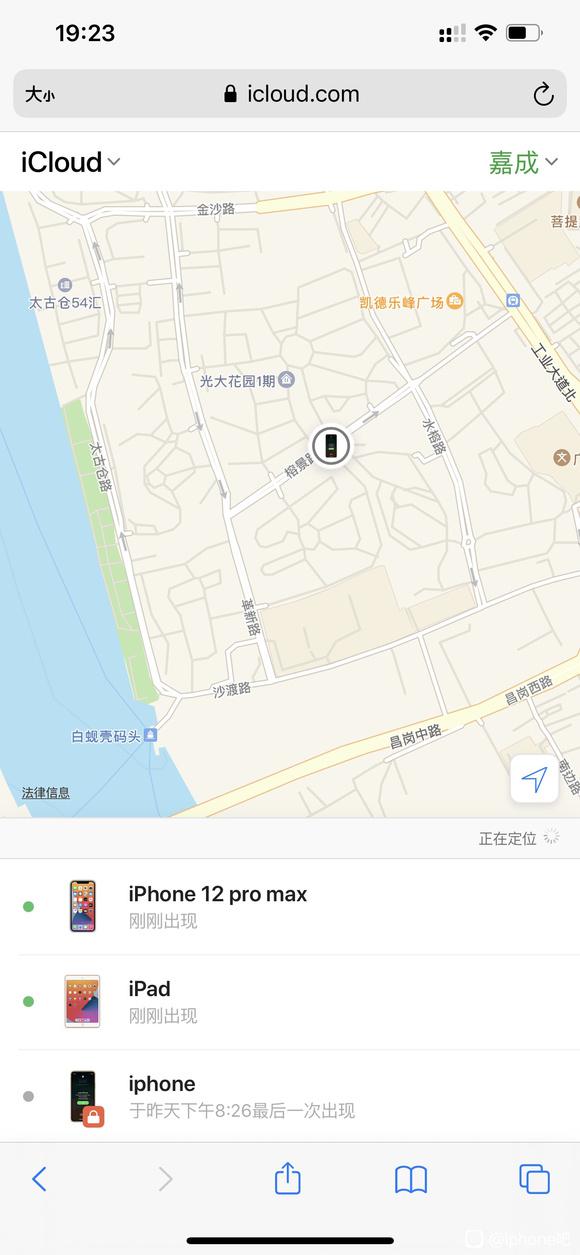 19:23
大小
icloud.com
iCloud
嘉成
金沙路
菩提
太古仓54汇
凯德乐峰广场
工业大道北
光大花园1期
水榕路
太古仓路
榕景路
广
革新路
沙渡路
昌岗西路
白蚬壳码头
昌岗中路
南边路
法律信息
正在定位
iPhone 12 pro max
刚刚出现
iPad
刚刚出现
iphone
于昨天下午8:26最后一次出现
@iphone吧